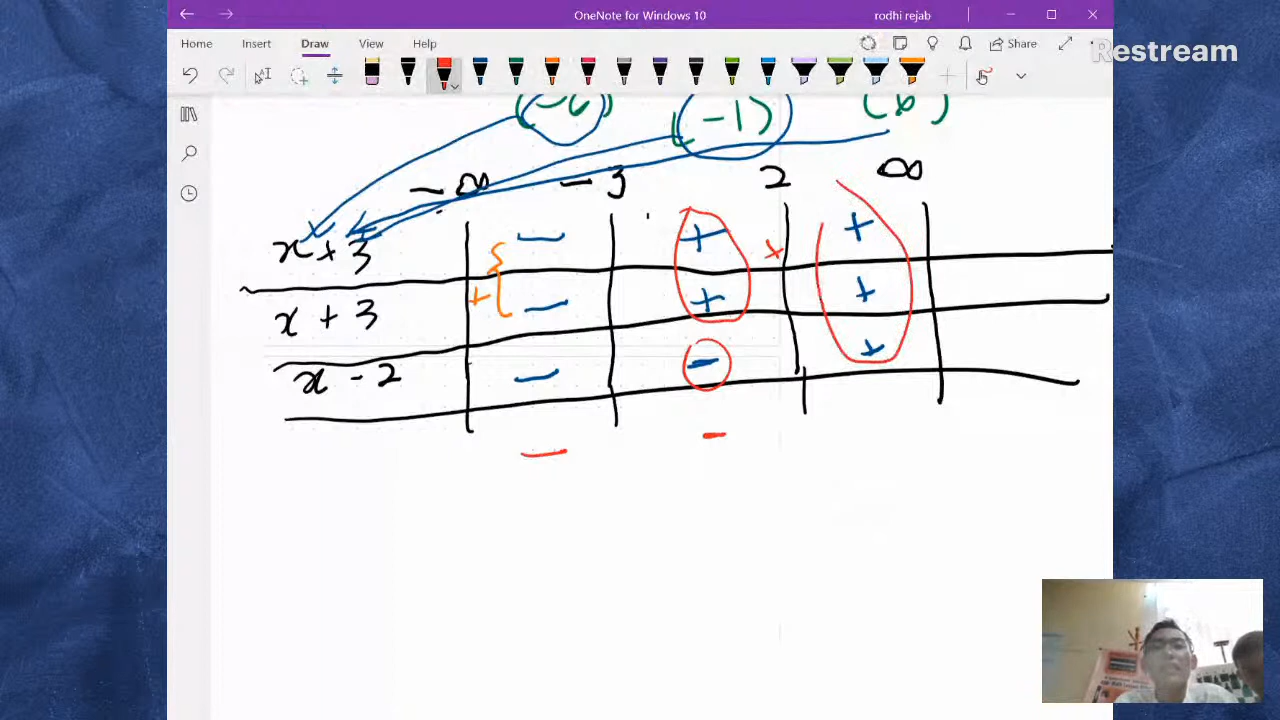 OneNote for Windows 10
rodhi rejab
Home Insert Draw View Help
Share
Restream
(-6) (-1) (6)
-∞ -3 2 ∞
x+3 - + × +
+
x+3 - + +
x-2 - - +
- -